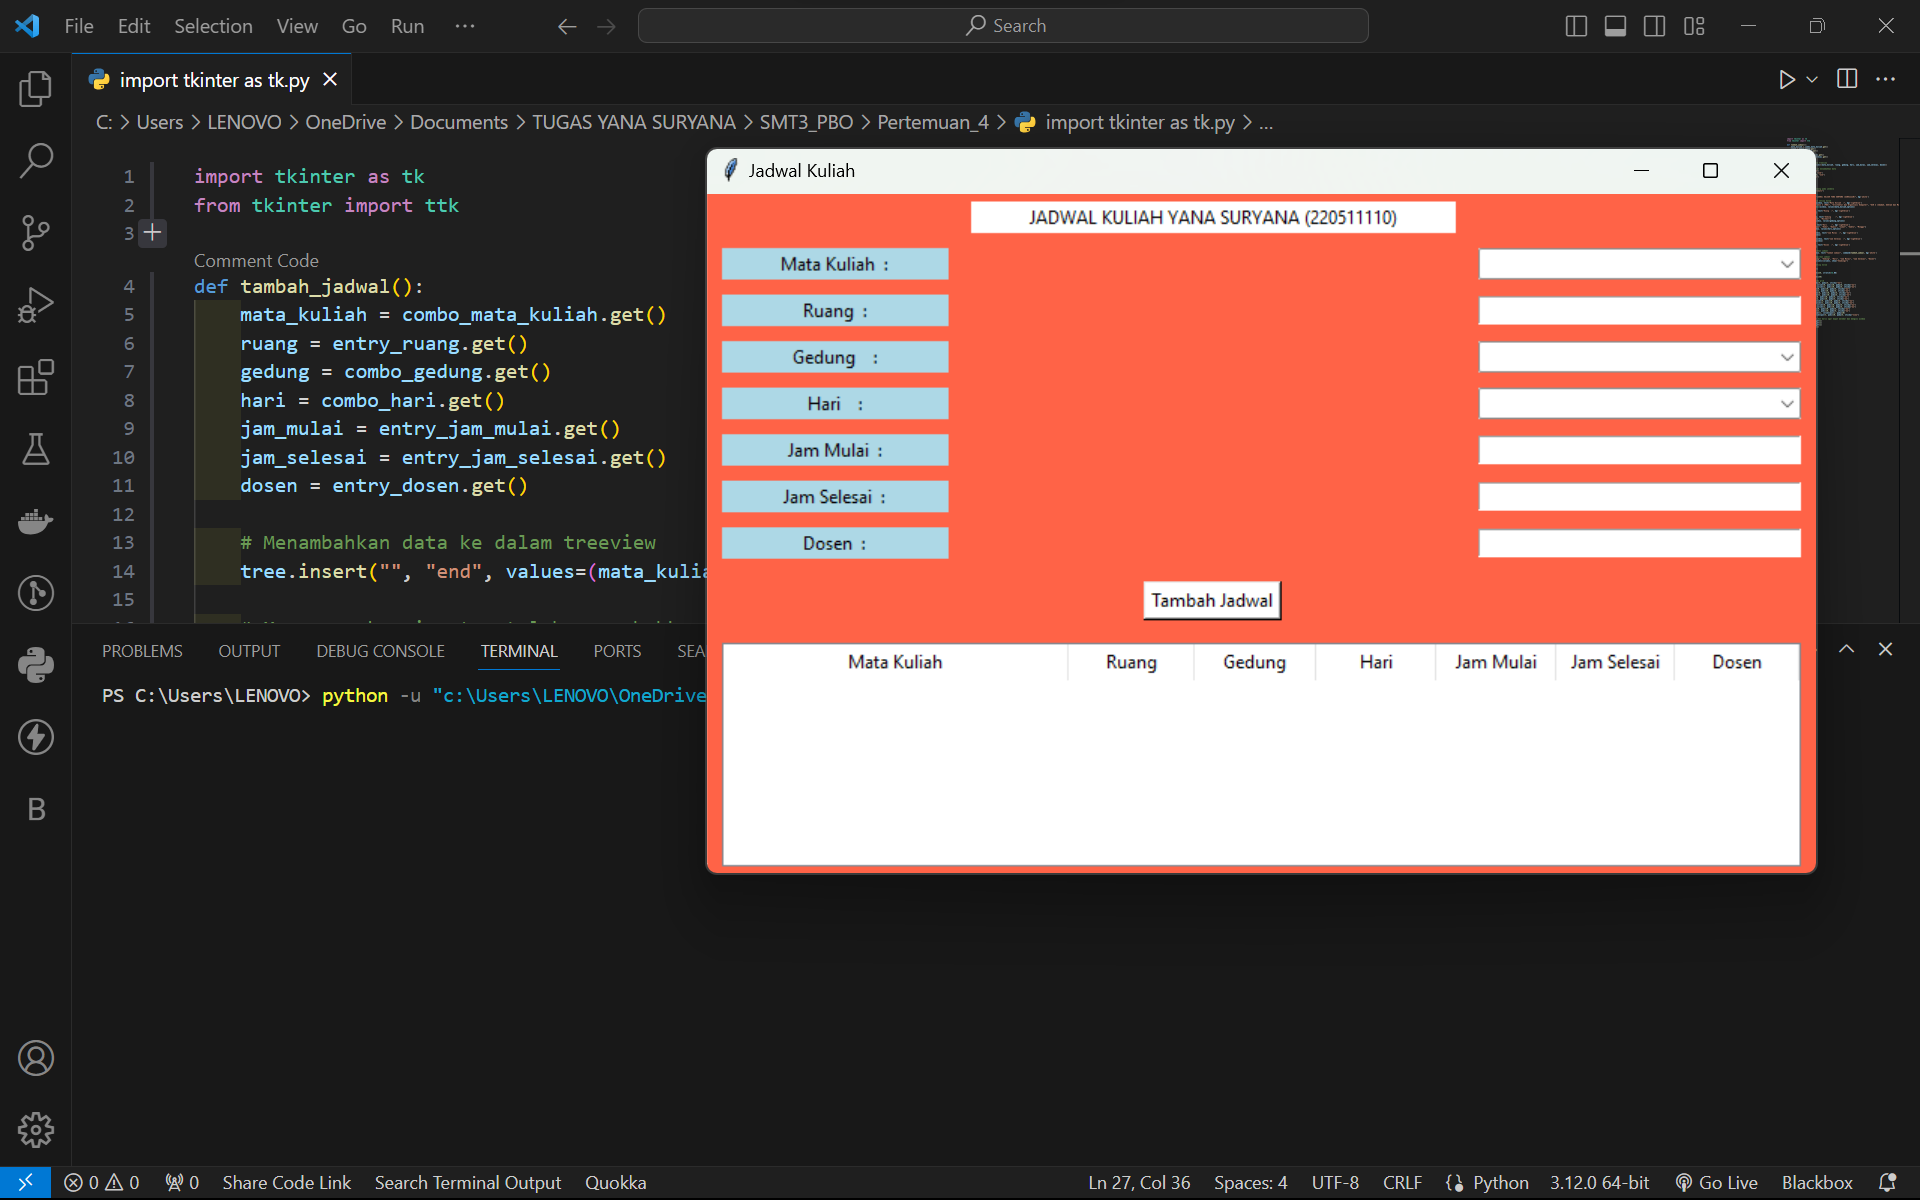 File Edit Selection View Go Run ··· Search
import tkinter as tk.py
C: > Users > LENOVO > OneDrive > Documents > TUGAS YANA SURYANA > SMT3_PBO > Pertemuan_4 > import tkinter as tk.py > ...
1 import tkinter as tk
2 from tkinter import ttk
3
Comment Code
4 def tambah_jadwal():
5 mata_kuliah = combo_mata_kuliah.get()
6 ruang = entry_ruang.get()
7 gedung = combo_gedung.get()
8 hari = combo_hari.get()
9 jam_mulai = entry_jam_mulai.get()
10 jam_selesai = entry_jam_selesai.get()
11 dosen = entry_dosen.get()
12
13 # Menambahkan data ke dalam treeview
14 tree.insert("", "end", values=(mata_kulia
15
Jadwal Kuliah
JADWAL KULIAH YANA SURYANA (220511110)
Mata Kuliah :
Ruang :
Gedung :
Hari :
Jam Mulai :
Jam Selesai :
Dosen :
Tambah Jadwal
Mata Kuliah Ruang Gedung Hari Jam Mulai Jam Selesai Dosen
PROBLEMS OUTPUT DEBUG CONSOLE TERMINAL PORTS SEA
PS C:\Users\LENOVO> python -u "c:\Users\LENOVO\OneDrive
B
0 0 0 Share Code Link Search Terminal Output Quokka Ln 27, Col 36 Spaces: 4 UTF-8 CRLF Python 3.12.0 64-bit Go Live Blackbox